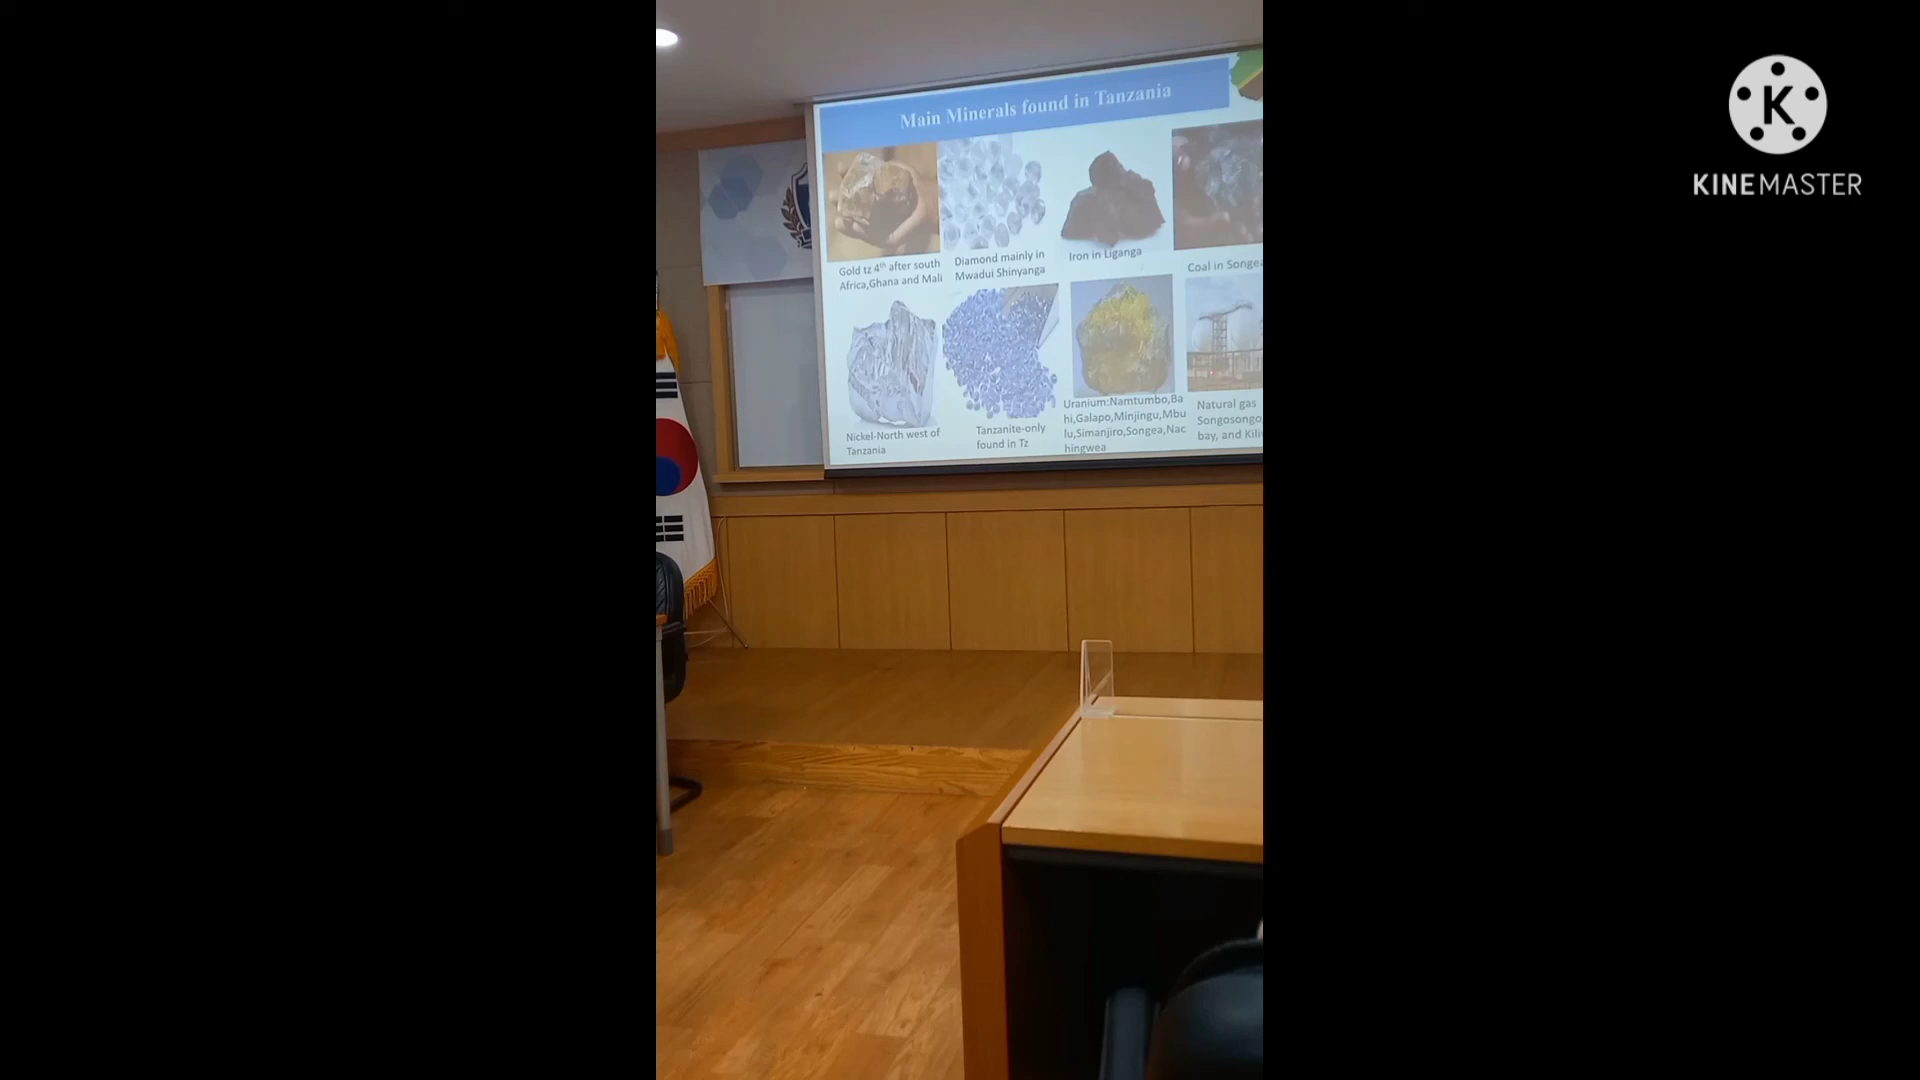 Main Minerals found in Tanzania
Gold tz 4th after south
Africa,Ghana and Mali
Diamond mainly in
Mwadui Shinyanga
Iron in Liganga
Coal in Songea
Nickel-North west of
Tanzania
Tanzanite-only
found in Tz
Uranium:Namtumbo,Ba
hi,Galapo,Minjingu,Mbu
lu,Simanjiro,Songea,Nac
hingwea
Natural gas
Songosongo,
bay, and
K
KINEMASTER